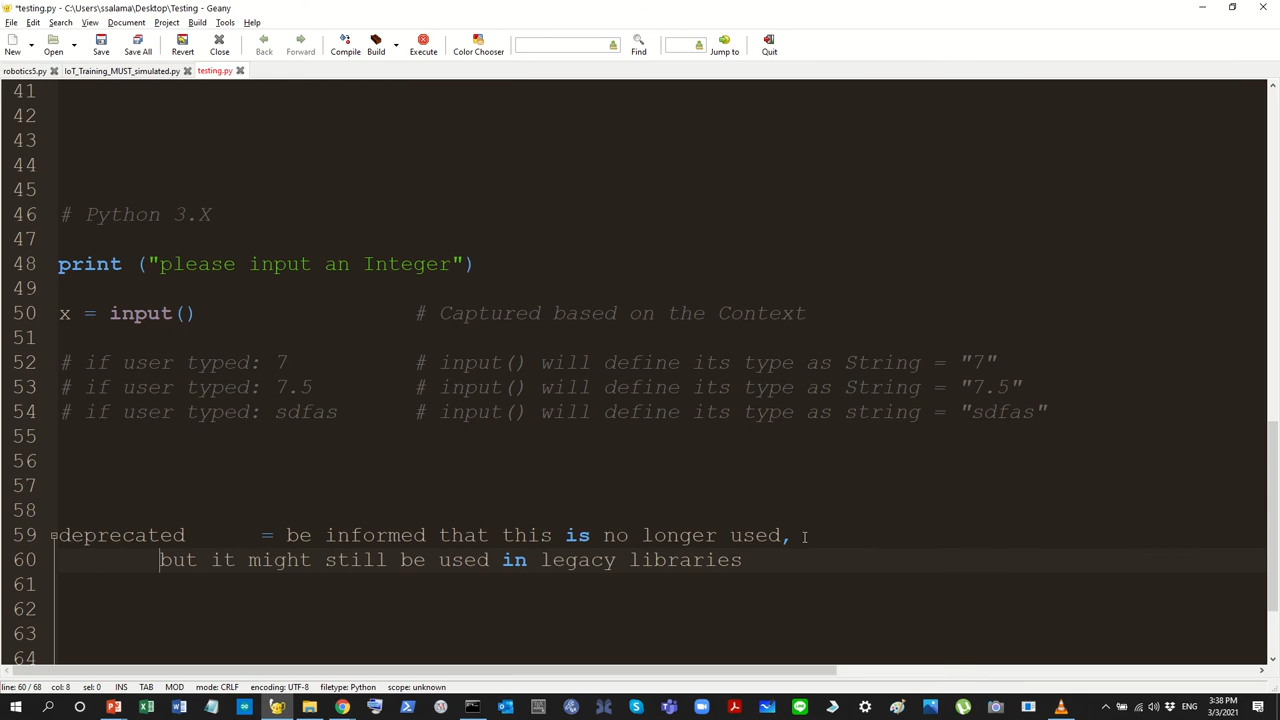 *testing.py - C:\Users\ssalama\Desktop\Testing - Geany
File Edit Search View Document Project Build Tools Help
New Open Save Save All Revert Close Back Forward Compile Build Execute Color Chooser Find Jump to Quit
robotics5.py IoT_Training_MUST_simulated.py testing.py
41
42
43
44
45
46 # Python 3.X
47
48 print ("please input an Integer")
49
50 x = input() # Captured based on the Context
51
52 # if user typed: 7 # input() will define its type as String = "7"
53 # if user typed: 7.5 # input() will define its type as String = "7.5"
54 # if user typed: sdfas # input() will define its type as string = "sdfas"
55
56
57
58
59 deprecated = be informed that this is no longer used,
60 but it might still be used in legacy libraries
61
62
63
64
line: 60 / 68 col: 8 sel: 0 INS TAB MOD mode: CRLF encoding: UTF-8 filetype: Python scope: unknown
ENG 3:38 PM
3/3/2021